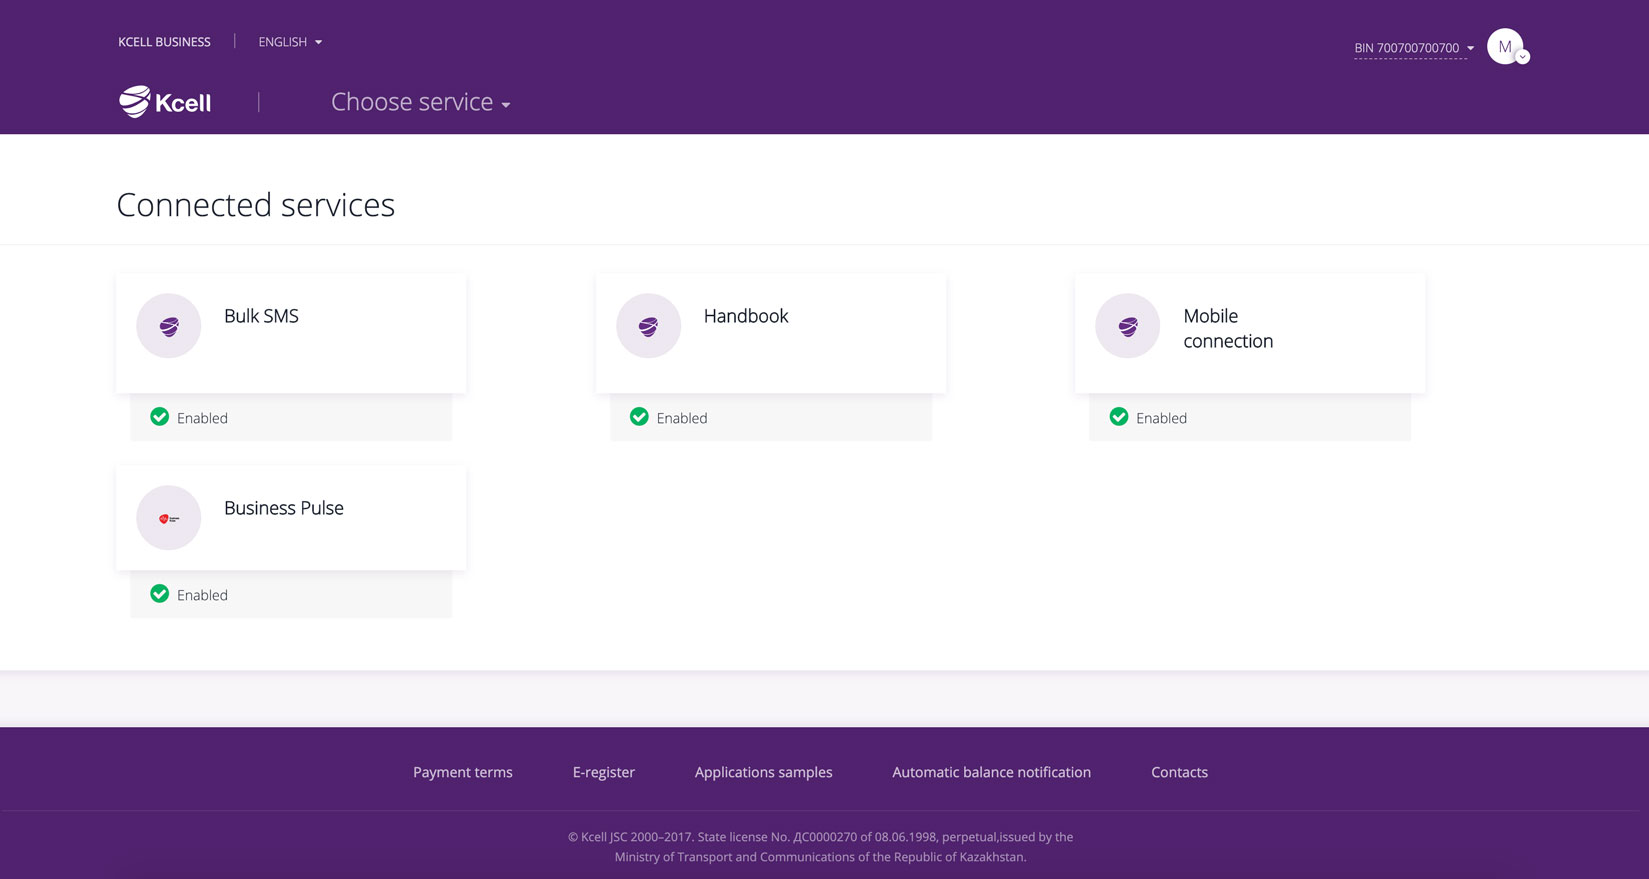 KCELL BUSINESS
ENGLISH
BIN 700700700700
M
Kcell
Choose service
Connected services
Bulk SMS
Handbook
Mobile
connection
Enabled
Enabled
Enabled
Business Pulse
Enabled
Payment terms
E-register
Applications samples
Automatic balance notification
Contacts
© Kcell JSC 2000–2017. State license No. ДС0000270 of 08.06.1998, perpetual,issued by the
Ministry of Transport and Communications of the Republic of Kazakhstan.